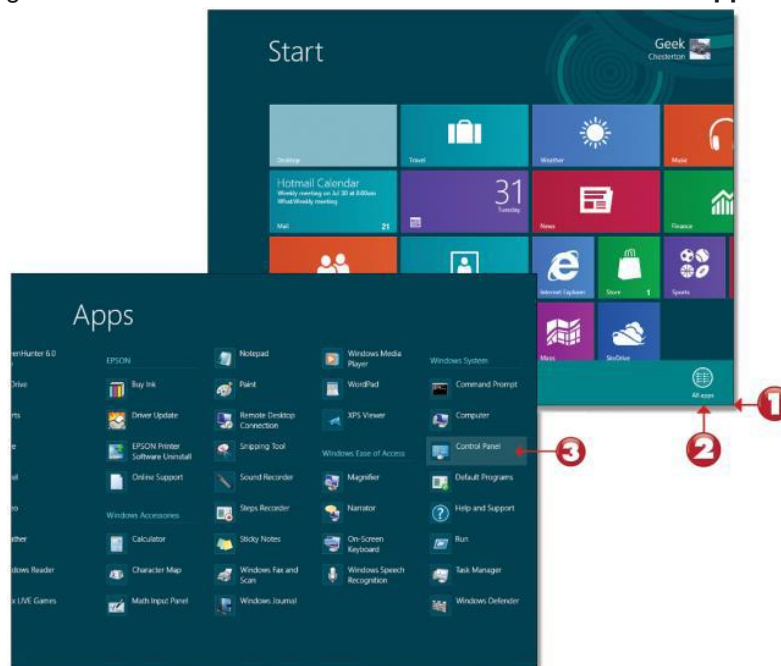 Start
Geek
Chesterton
Desktop
Travel
Weather
Music
Hotmail Calendar
Weekly meeting on Jul 30 at 8:00am
What:Weekly meeting
Mail
21
31
Tuesday
News
Finance
Internet Explorer
Store
1
Sports
Maps
SkyDrive
All apps
1
2
Apps
EPSON
Buy Ink
Driver Update
EPSON Printer
Software Uninstall
Online Support
Windows Accessories
Calculator
Character Map
Math Input Panel
Notepad
Paint
Remote Desktop
Connection
Snipping Tool
Sound Recorder
Steps Recorder
Sticky Notes
Windows Fax and
Scan
Windows Journal
Windows Media
Player
WordPad
XPS Viewer
Windows Ease of Access
Magnifier
Narrator
On-Screen
Keyboard
Windows Speech
Recognition
Windows System
Command Prompt
Computer
Control Panel
Default Programs
Help and Support
Run
Task Manager
Windows Defender
3